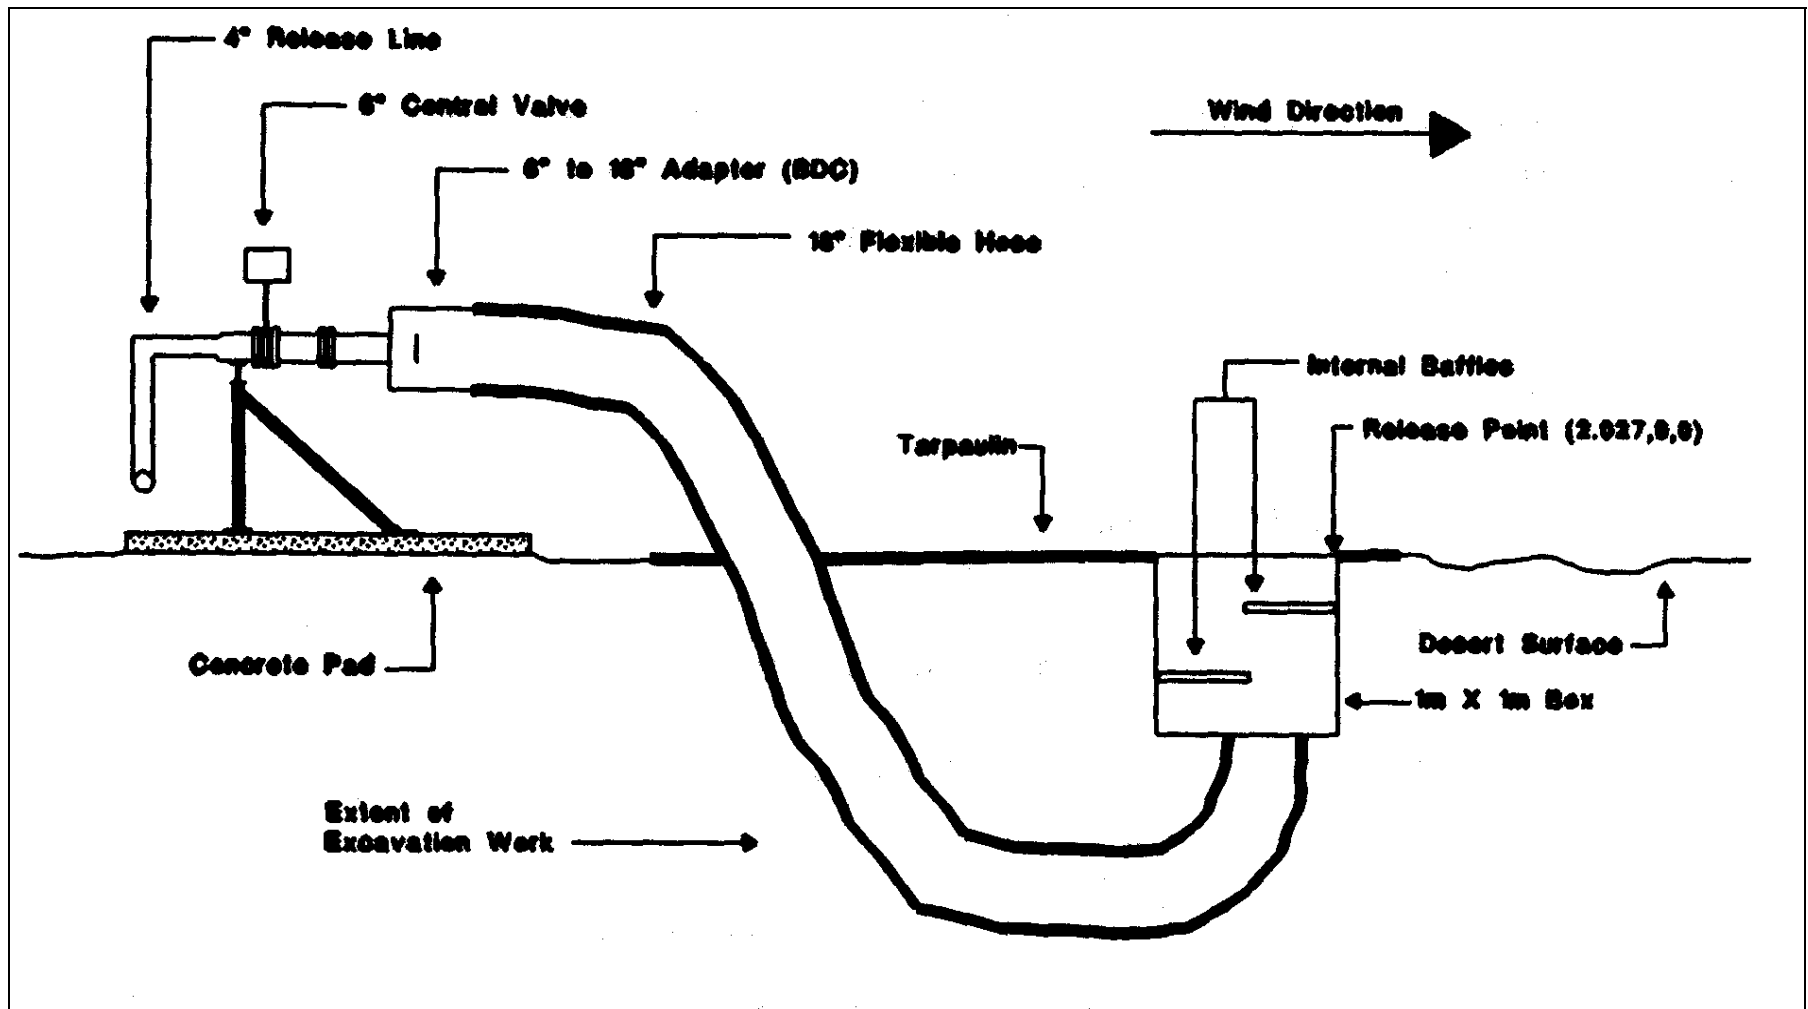 4" Release Line
6" Control Valve
Wind Direction
6" to 18" Adapter (BDC)
18" Flexible Hose
Internal Baffles
Release Point (2.027,0,0)
Tarpaulin
Desert Surface
Concrete Pad
1m X 1m Box
Extent of
Excavation Work